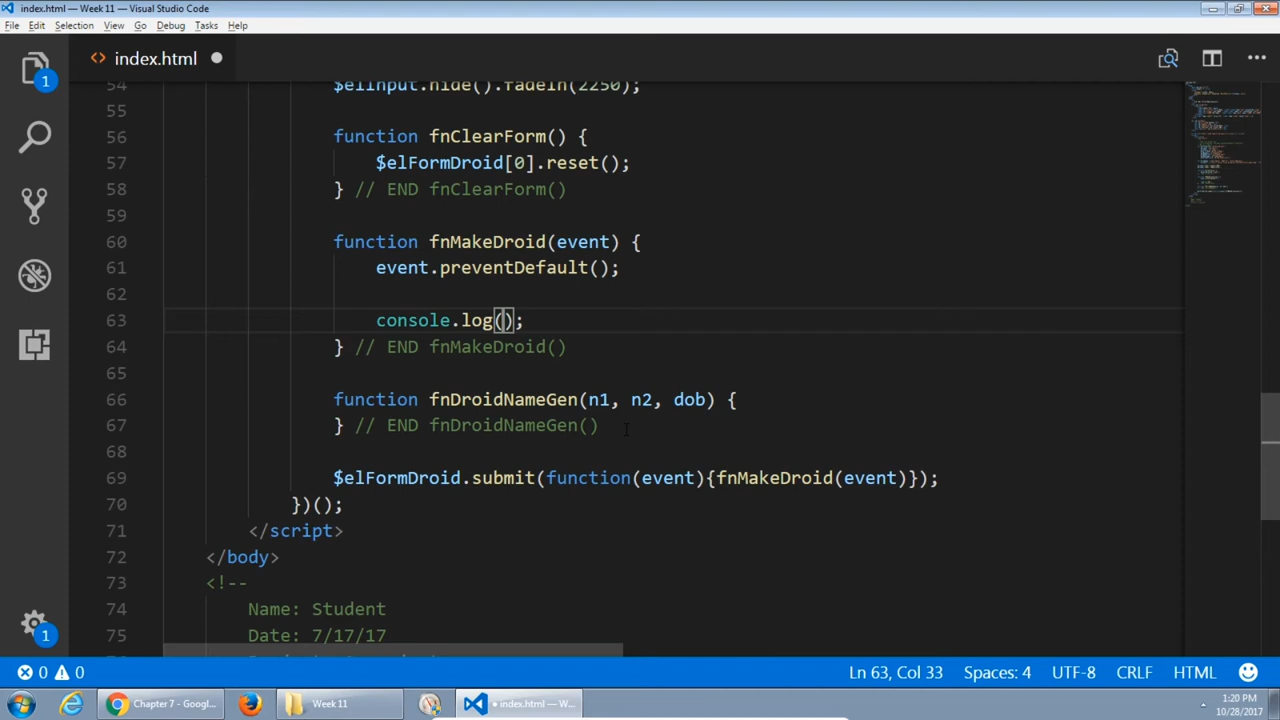 index.html — Week 11 — Visual Studio Code
File Edit Selection View Go Debug Tasks Help
index.html
54 $elInput.hide().fadeIn(2250);
55
56 function fnClearForm() {
57 $elFormDroid[0].reset();
58 } // END fnClearForm()
59
60 function fnMakeDroid(event) {
61 event.preventDefault();
62
63 console.log();
64 } // END fnMakeDroid()
65
66 function fnDroidNameGen(n1, n2, dob) {
67 } // END fnDroidNameGen()
68
69 $elFormDroid.submit(function(event){fnMakeDroid(event)});
70 })();
71 </script>
72 </body>
73 <!--
74 Name: Student
75 Date: 7/17/17
1
1
0 0 Ln 63, Col 33 Spaces: 4 UTF-8 CRLF HTML
Chapter 7 - Googl... Week 11 index.html — W... 1:20 PM
10/28/2017